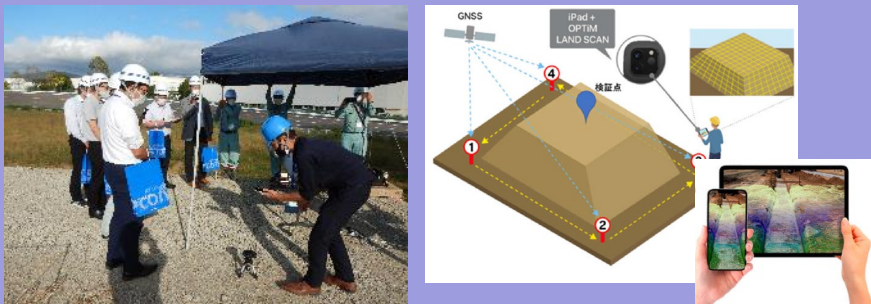 GNSS
iPad +
OPTiM
LAND SCAN
4
検証点
1
2